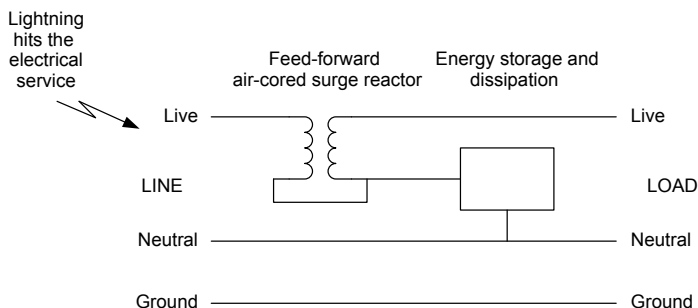 Lightning
hits the
electrical
service
Feed-forward
air-cored surge reactor
Energy storage and
dissipation
Live
Live
LINE
LOAD
Neutral
Neutral
Ground
Ground